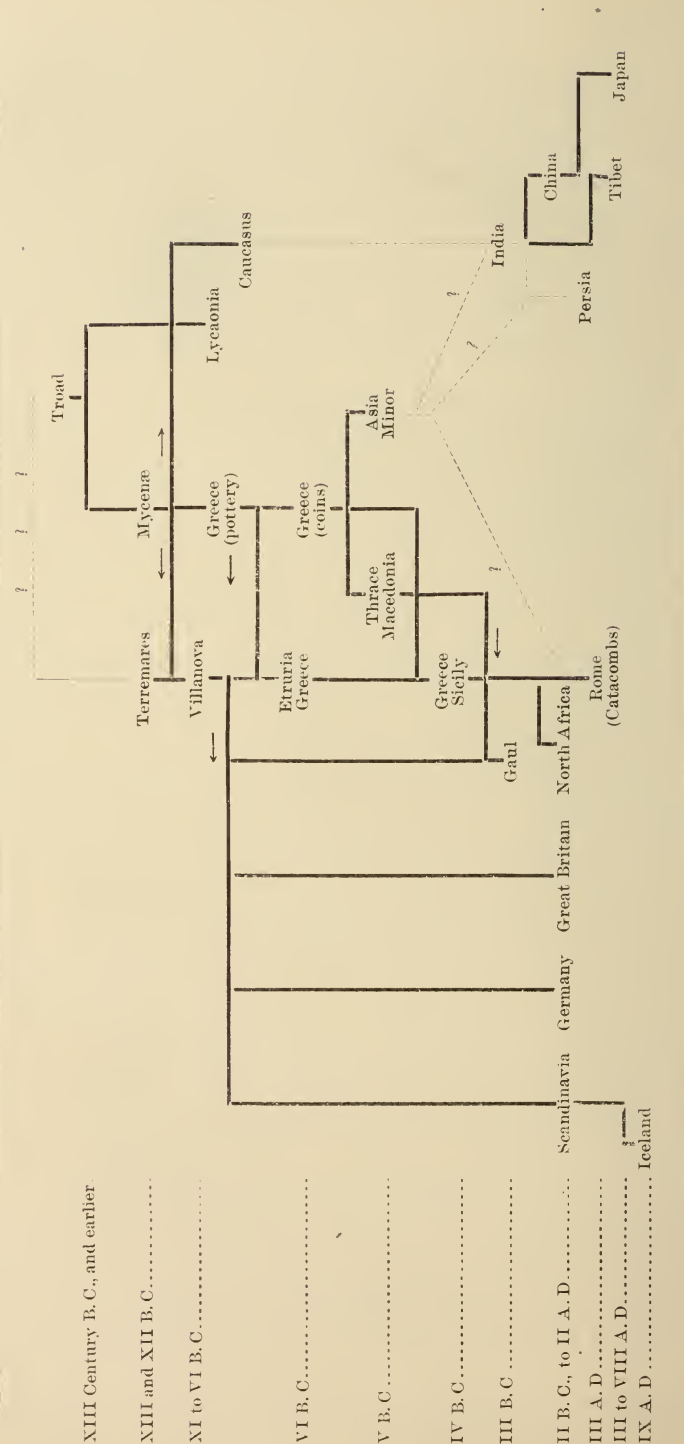 XIII Century B. C., and earlier
Troad
? ? ?
XIII and XII B. C.
Terremares
Mycenæ
XI to VI B. C.
Villanova
Greece
(pottery)
Lycaonia
Caucasus
VI B. C.
Etruria
Greece
Greece
(coins)
V B. C.
Thrace
Macedonia
Asia
Minor
IV B. C.
Greece
Sicily
?
?
III B. C.
Gaul
?
India
II B. C., to II A. D.
Scandinavia
Germany
Great Britain
North Africa
China
III A. D.
Rome
(Catacombs)
Persia
III to VIII A. D.
Tibet
Japan
IX A. D.
Iceland